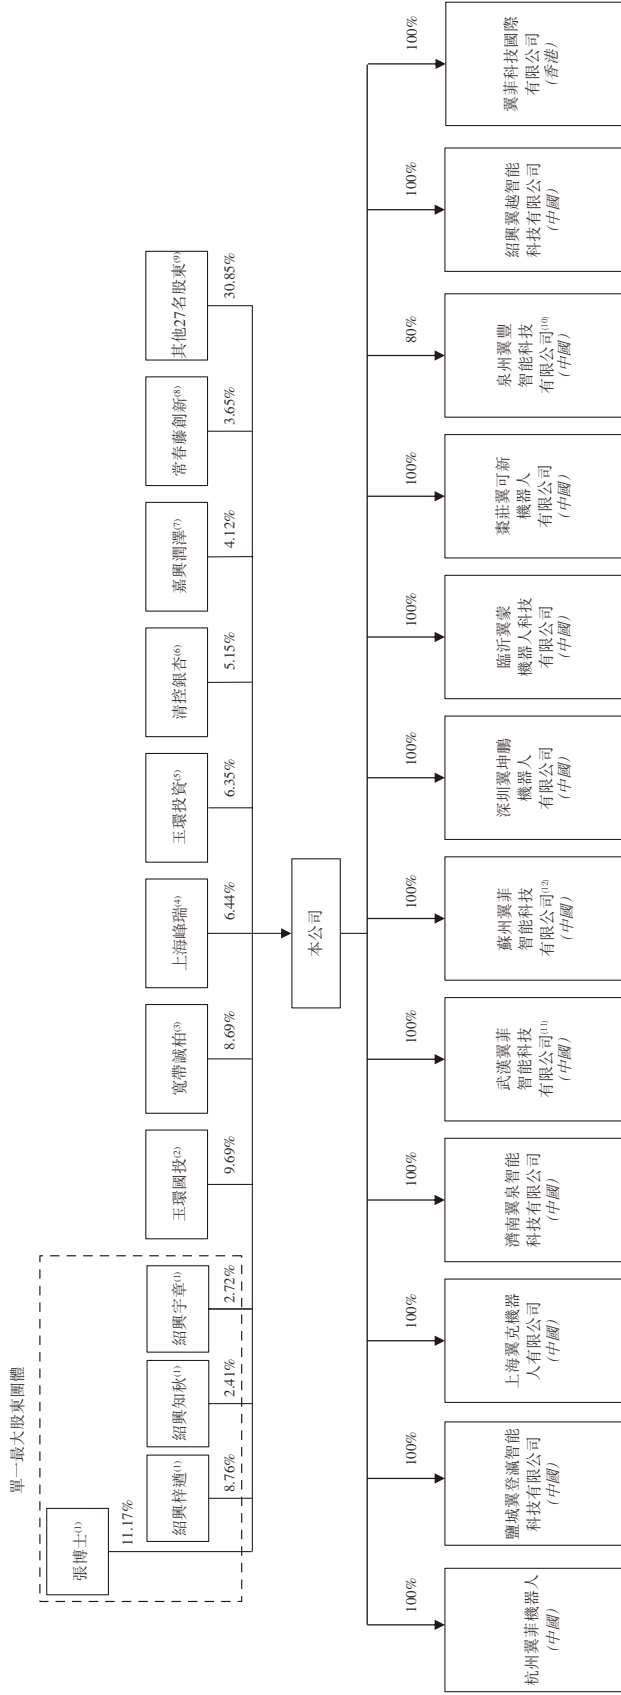 單一最大股東團體
張博士(1)
11.17%
紹興梓遒(1)
紹興知秋(1)
紹興宇章(1)
玉環國投(2)
寬帶誠柏(3)
上海峰瑞(4)
玉環投資(5)
清控銀杏(6)
嘉興潤澤(7)
常春藤創新(8)
其他27名股東(9)
8.76%
2.41%
2.72%
9.69%
8.69%
6.44%
6.35%
5.15%
4.12%
3.65%
30.85%
本公司
100%
100%
100%
100%
100%
100%
100%
100%
100%
80%
100%
100%
杭州翼菲機器人
(中國)
鹽城翼登瀛智能
科技有限公司
(中國)
上海翼克機器
人有限公司
(中國)
濟南翼泉智能
科技有限公司
(中國)
武漢翼菲
智能科技
有限公司(11)
(中國)
蘇州翼菲
智能科技
有限公司(12)
(中國)
深圳翼坤鵬
機器人
有限公司
(中國)
臨沂翼蒙
機器人科技
有限公司
(中國)
棗莊翼可新
機器人
有限公司
(中國)
泉州翼豐
智能科技
有限公司(10)
(中國)
紹興翼越智能
科技有限公司
(中國)
翼菲科技國際
有限公司
(香港)